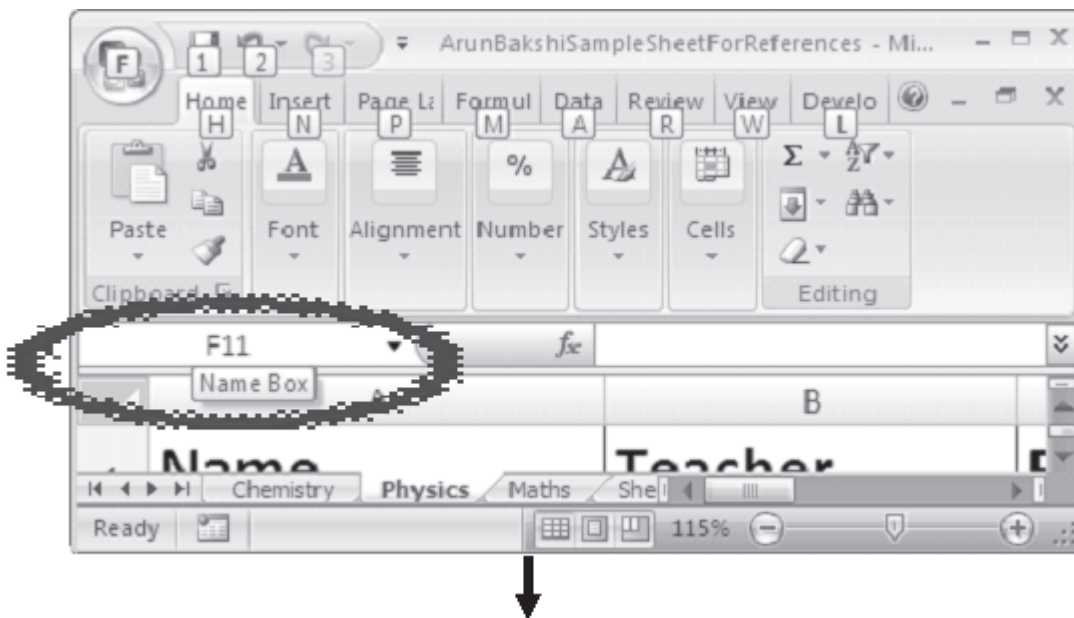 ArunBakshiSampleSheetForReferences - Mi...
F 1 2 3
Home Insert Page La Formul Data Review View Develo
H N P M A R W L
Paste Font Alignment Number Styles Cells
Clipboard Editing
F11 fx
Name Box
A B
Name Teacher
Chemistry Physics Maths She
Ready 115%